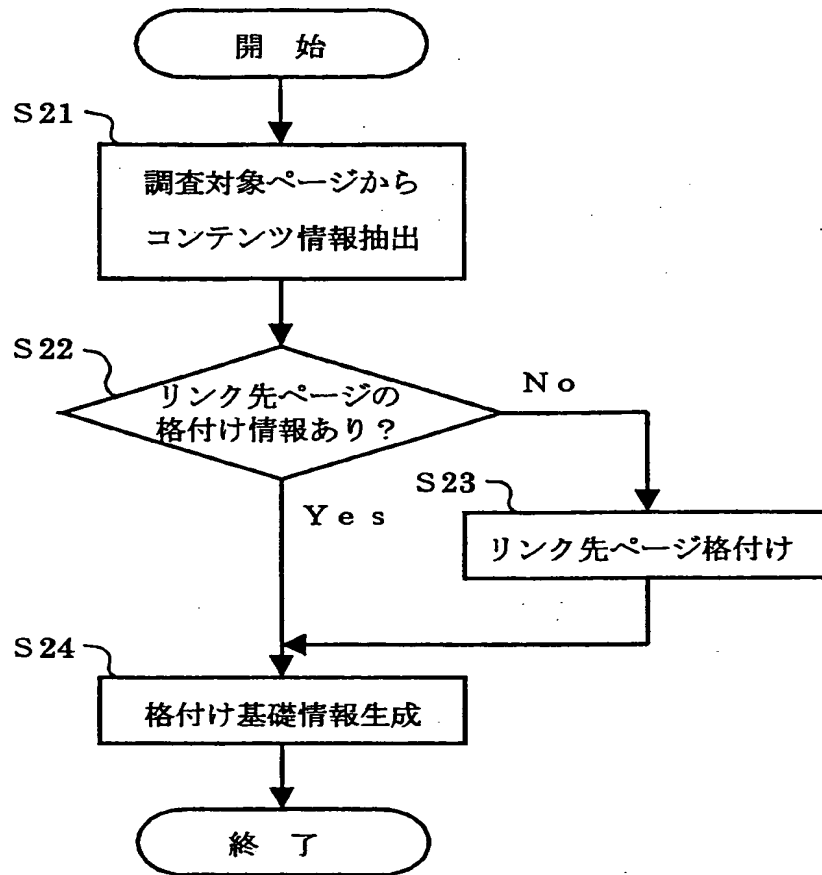 開 始
S21
調査対象ページから
コンテンツ情報抽出
S22
リンク先ページの
格付け情報あり？
No
Yes
S23
リンク先ページ格付け
S24
格付け基礎情報生成
終 了